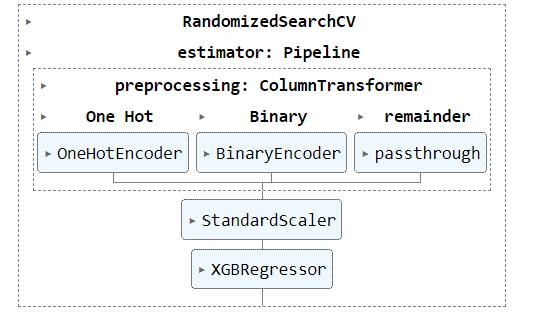 RandomizedSearchCV
estimator: Pipeline
preprocessing: ColumnTransformer
One Hot Binary remainder
OneHotEncoder BinaryEncoder passthrough
StandardScaler
XGBRegressor